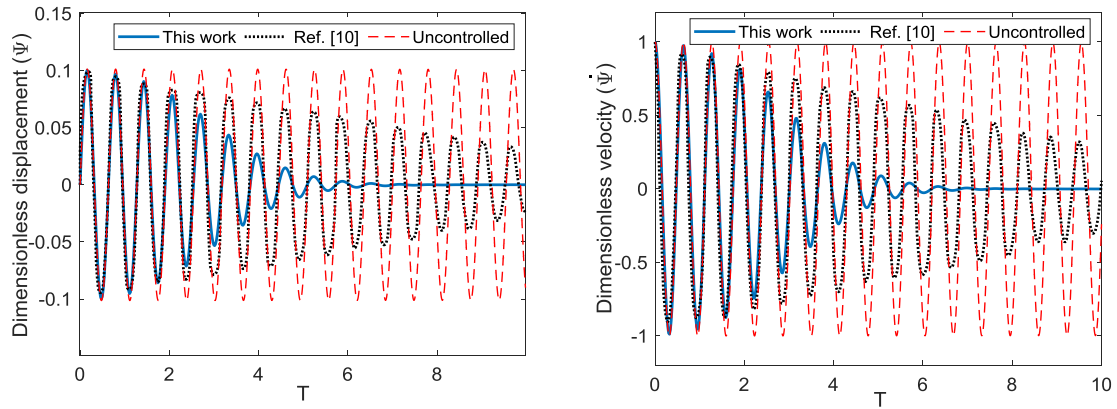 0.15
0.1
0.05
0
-0.05
-0.1
Dimensionless displacement (Ψ)
This work
Ref. [10]
Uncontrolled
0 2 4 6 8
T
1
0.5
0
-0.5
-1
Dimensionless velocity (Ψ̇)
This work
Ref. [10]
Uncontrolled
0 2 4 6 8 10
T